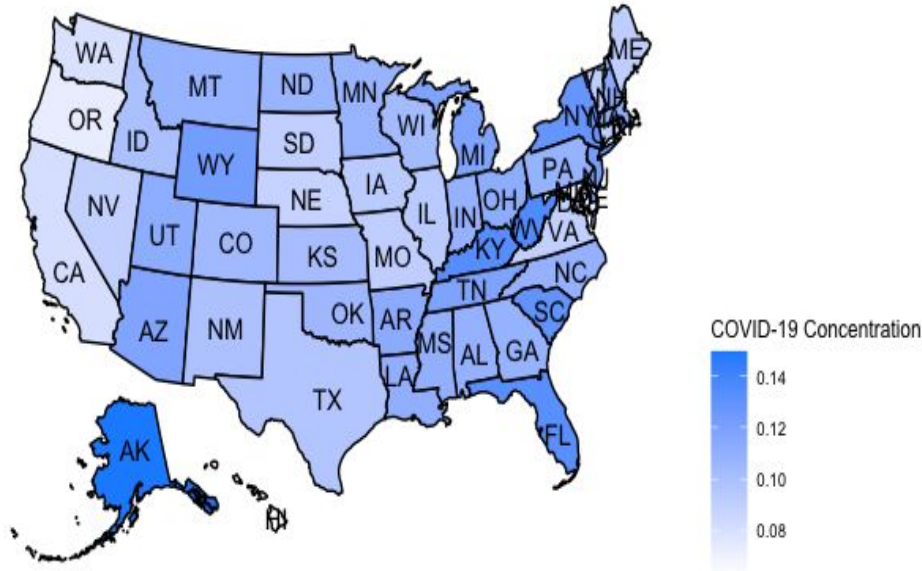 WA
ME
MT
ND
MN
OR
ID
WI
NY
SD
MI
WY
PA
IA
NE
OH
NV
IL
IN
UT
CO
WV
VA
KS
MO
KY
CA
NC
TN
OK
AZ
NM
AR
SC
MS
AL
GA
LA
TX
FL
AK
COVID-19 Concentration
0.14
0.12
0.10
0.08